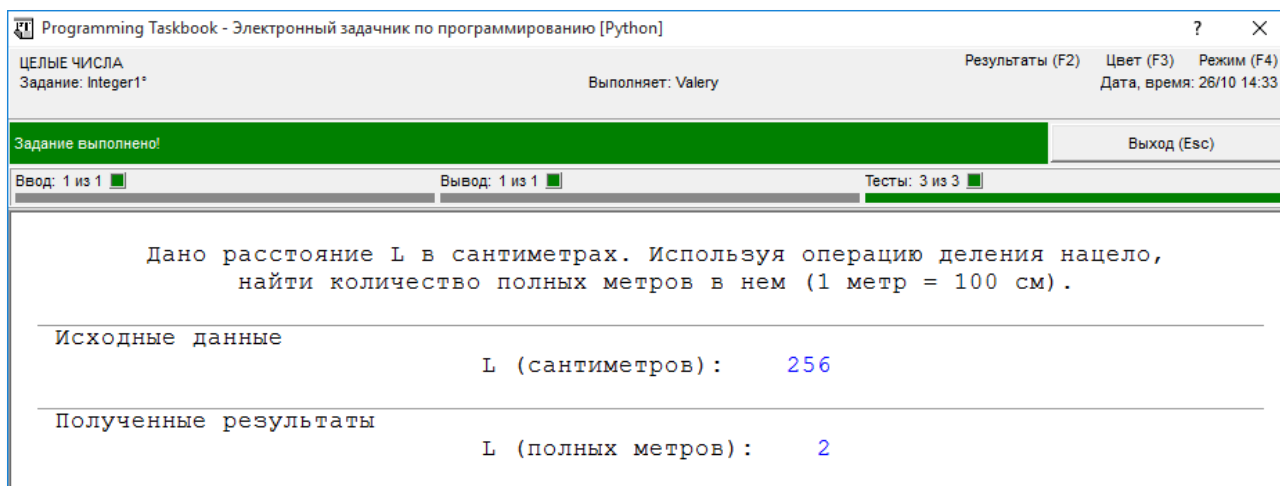 Programming Taskbook - Электронный задачник по программированию [Python] ? ×
ЦЕЛЫЕ ЧИСЛА Результаты (F2) Цвет (F3) Режим (F4)
Задание: Integer1° Выполняет: Valery Дата, время: 26/10 14:33
Задание выполнено! Выход (Esc)
Ввод: 1 из 1 Вывод: 1 из 1 Тесты: 3 из 3
Дано расстояние L в сантиметрах. Используя операцию деления нацело,
найти количество полных метров в нем (1 метр = 100 см).
Исходные данные
L (сантиметров): 256
Полученные результаты
L (полных метров): 2